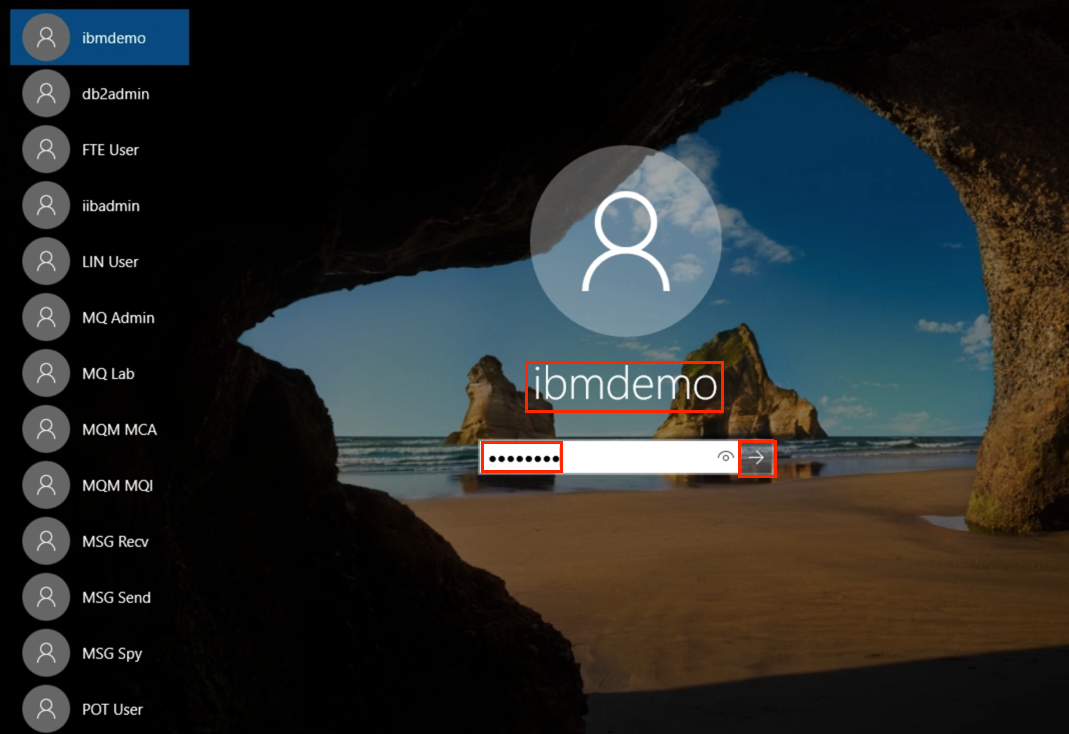 ibmdemo
db2admin
FTE User
iibadmin
LIN User
MQ Admin
MQ Lab
MQM MCA
MQM MQI
MSG Recv
MSG Send
MSG Spy
POT User
ibmdemo